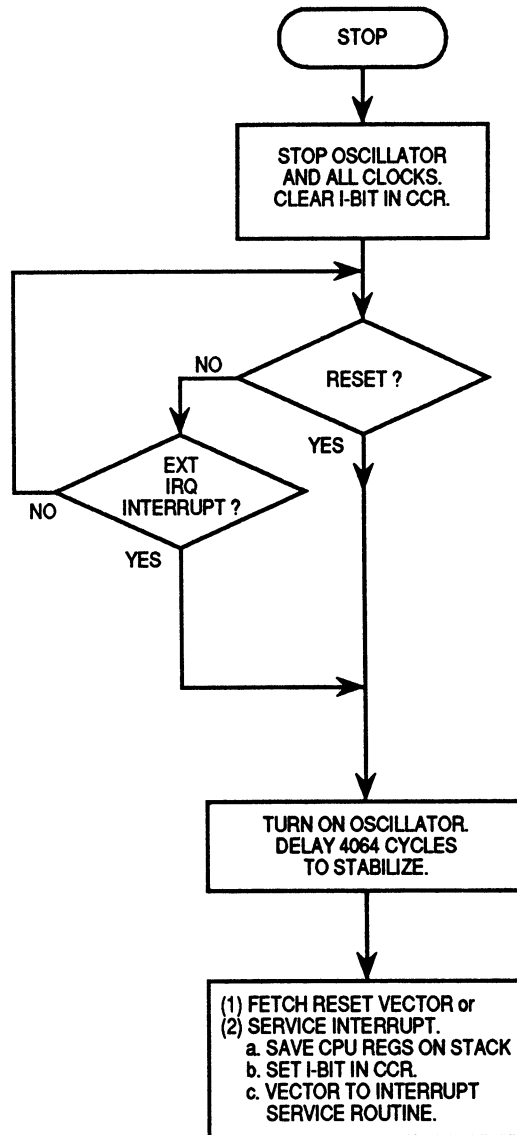 STOP
STOP OSCILLATOR
AND ALL CLOCKS.
CLEAR I-BIT IN CCR.
RESET ?
NO
YES
EXT
IRQ
INTERRUPT ?
NO
YES
TURN ON OSCILLATOR.
DELAY 4064 CYCLES
TO STABILIZE.
(1) FETCH RESET VECTOR or
(2) SERVICE INTERRUPT.
a. SAVE CPU REGS ON STACK
b. SET I-BIT IN CCR.
c. VECTOR TO INTERRUPT
SERVICE ROUTINE.